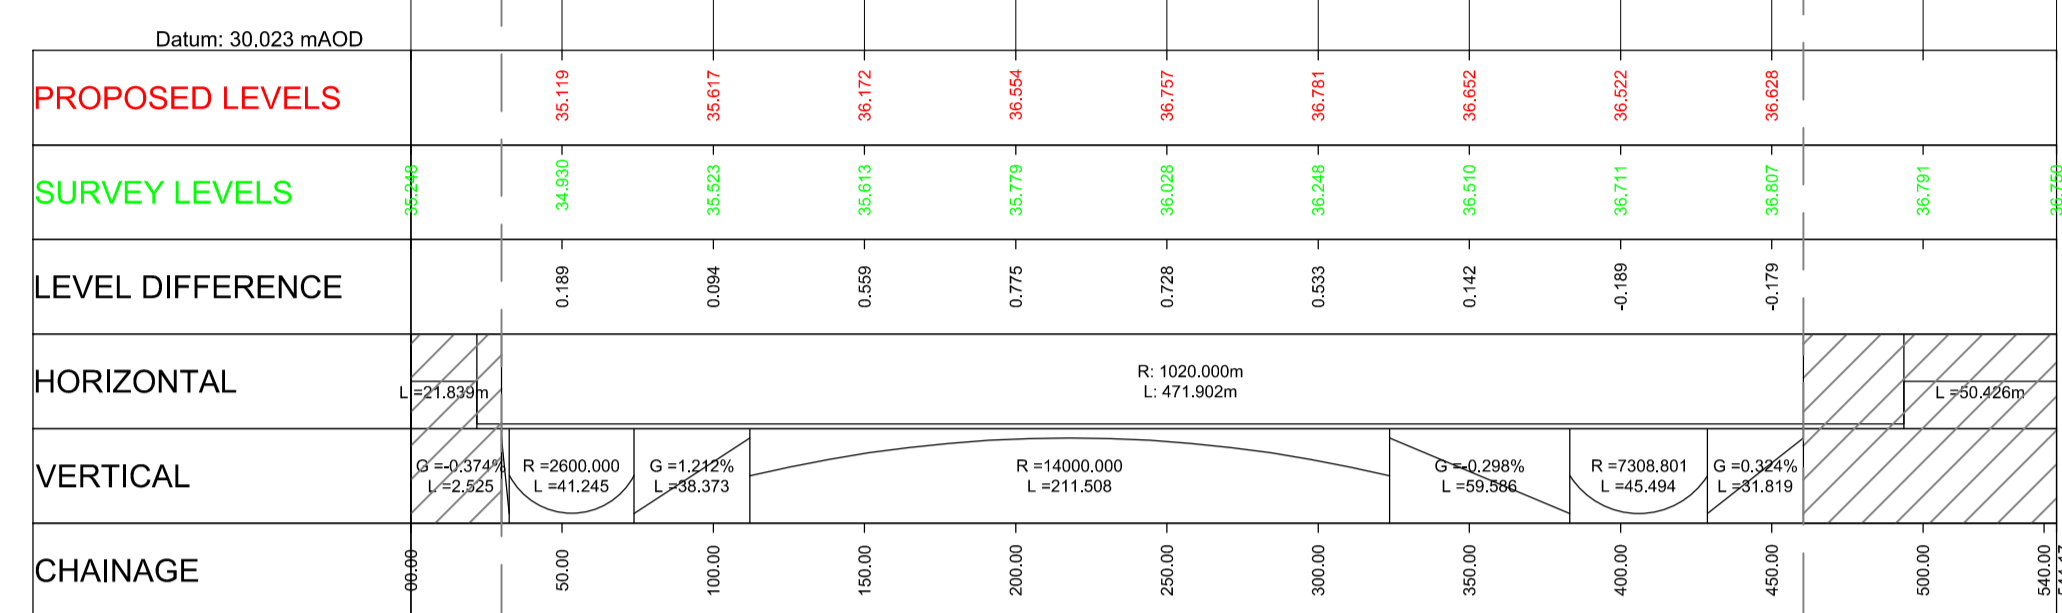 Datum: 30.023 mAOD
PROPOSED LEVELS 35.119 35.617 36.172 36.554 36.757 36.781 36.652 36.522 36.628
SURVEY LEVELS 35.248 34.930 35.523 35.613 35.779 36.028 36.248 36.510 36.711 36.807 36.791 36.750
LEVEL DIFFERENCE 0.189 0.094 0.559 0.775 0.728 0.533 0.142 -0.189 -0.179
HORIZONTAL
L =21.839m
R: 1020.000m
L: 471.902m
L =50.426m
VERTICAL
G =-0.374%
L =2.525
R =2600.000
L =41.245
G =1.212%
L =38.373
R =14000.000
L =211.508
G =-0.298%
L =59.586
R =7308.801
L =45.494
G =0.324%
L =31.819
CHAINAGE 00.00 50.00 100.00 150.00 200.00 250.00 300.00 350.00 400.00 450.00 500.00 540.00